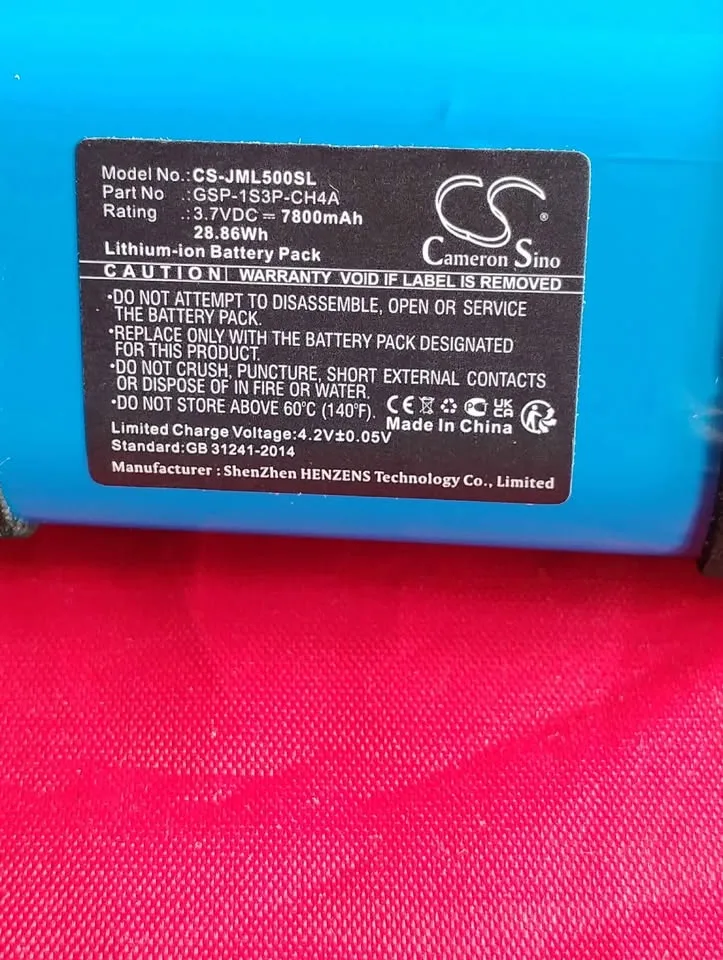 Model No.:CS-JML500SL
Part No .:GSP-1S3P-CH4A
Rating .:3.7VDC ⎓ 7800mAh
28.86Wh
Lithium-ion Battery Pack
CS ®
Cameron Sino
CAUTION| WARRANTY VOID IF LABEL IS REMOVED
•DO NOT ATTEMPT TO DISASSEMBLE, OPEN OR SERVICE
THE BATTERY PACK.
•REPLACE ONLY WITH THE BATTERY PACK DESIGNATED
FOR THIS PRODUCT.
•DO NOT CRUSH, PUNCTURE, SHORT EXTERNAL CONTACTS
OR DISPOSE OF IN FIRE OR WATER.
•DO NOT STORE ABOVE 60°C (140°F).
CE UKCA
Made In China
Limited Charge Voltage:4.2V±0.05V
Standard:GB 31241-2014
Manufacturer : ShenZhen HENZENS Technology Co., Limited